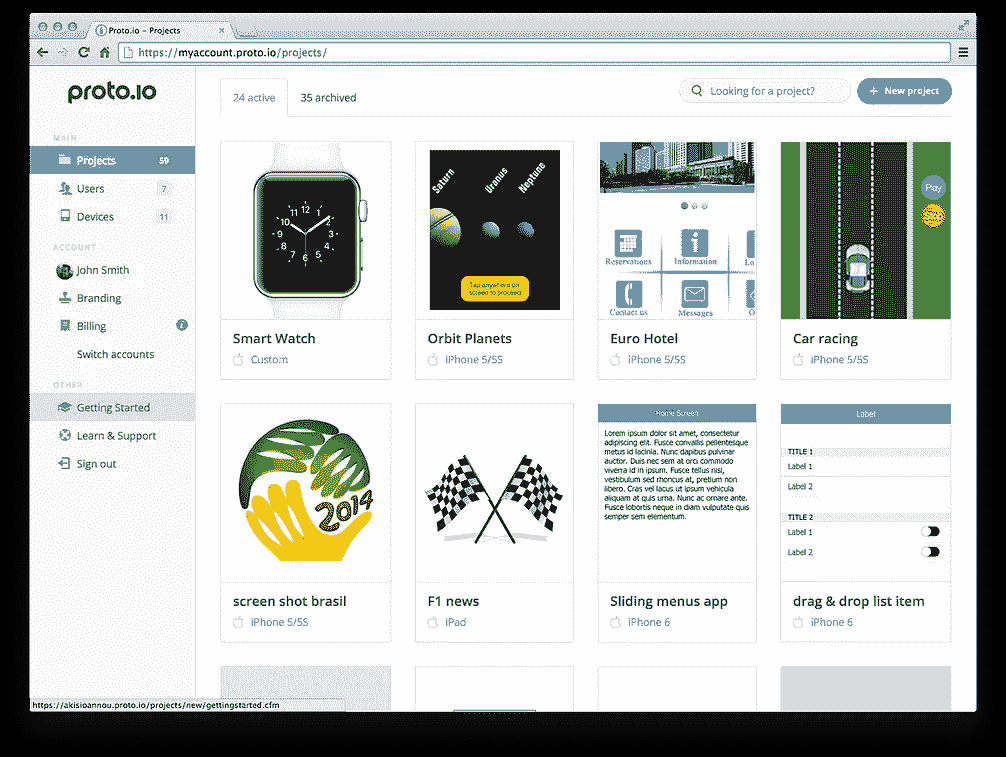 Proto.io - Projects
https://myaccount.proto.io/projects/
proto.io
24 active
35 archived
Looking for a project?
+ New project
MAIN
Projects 59
Users 7
Devices 11
ACCOUNT
John Smith
Branding
Billing
Switch accounts
OTHER
Getting Started
Learn & Support
Sign out
11 12 1
10 2
9 3
8 4
7 6 5
Smart Watch
Custom
Saturn
Uranus
Neptune
Tap anywhere on
screen to proceed
Orbit Planets
iPhone 5/5S
Reservations
Information
Lo
Contact us
Messages
O
Euro Hotel
iPhone 5/5S
Pay
Car racing
iPhone 5/5S
2014
screen shot brasil
iPhone 5/5S
F1 news
iPad
Home Screen
Lorem ipsum dolor sit amet, consectetur
adipiscing elit. Fusce convallis pellentesque
metus id lacinia. Nunc dapibus pulvinar
auctor. Duis nec sem at orci commodo
viverra id in ipsum. Fusce tellus nisl,
vestibulum sed rhoncus at, pretium non
libero. Cras vel lacus ut ipsum vehicula
aliquam at quis urna. Nunc ac ornare ante.
Fusce lobortis neque in diam vulputate quis
semper sem elementum.
Sliding menus app
iPhone 6
Label
TITLE 1
Label 1
Label 2
TITLE 2
Label 1
Label 2
drag & drop list item
iPhone 6
https://akisioannou.proto.io/projects/new/gettingstarted.cfm